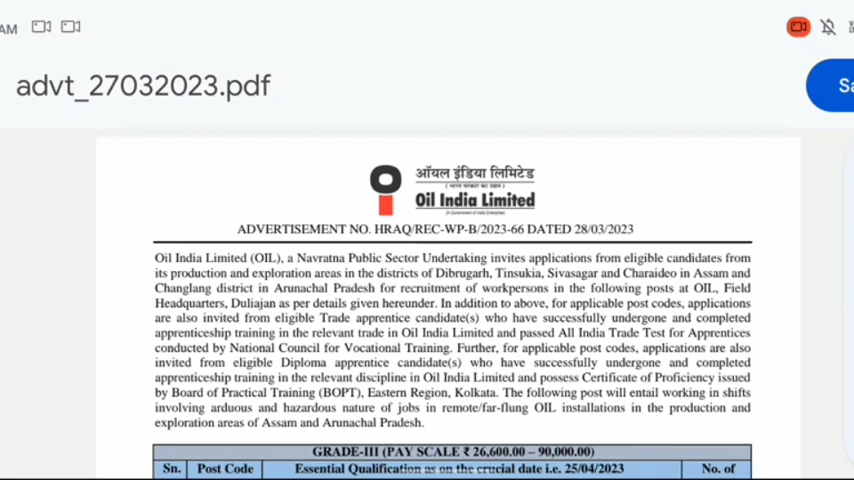 AM
advt_27032023.pdf
Sa
ऑयल इंडिया लिमिटेड
(भारत सरकार का उद्यम)
Oil India Limited
(A Government of India Enterprise)
ADVERTISEMENT NO. HRAQ/REC-WP-B/2023-66 DATED 28/03/2023
Oil India Limited (OIL), a Navratna Public Sector Undertaking invites applications from eligible candidates from
its production and exploration areas in the districts of Dibrugarh, Tinsukia, Sivasagar and Charaideo in Assam and
Changlang district in Arunachal Pradesh for recruitment of workpersons in the following posts at OIL, Field
Headquarters, Duliajan as per details given hereunder. In addition to above, for applicable post codes, applications
are also invited from eligible Trade apprentice candidate(s) who have successfully undergone and completed
apprenticeship training in the relevant trade in Oil India Limited and passed All India Trade Test for Apprentices
conducted by National Council for Vocational Training. Further, for applicable post codes, applications are also
invited from eligible Diploma apprentice candidate(s) who have successfully undergone and completed
apprenticeship training in the relevant discipline in Oil India Limited and possess Certificate of Proficiency issued
by Board of Practical Training (BOPT), Eastern Region, Kolkata. The following post will entail working in shifts
involving arduous and hazardous nature of jobs in remote/far-flung OIL installations in the production and
exploration areas of Assam and Arunachal Pradesh.
GRADE-III (PAY SCALE ₹ 26,600.00 – 90,000.00)
Sn. Post Code Essential Qualification as on the crucial date i.e. 25/04/2023 No. of